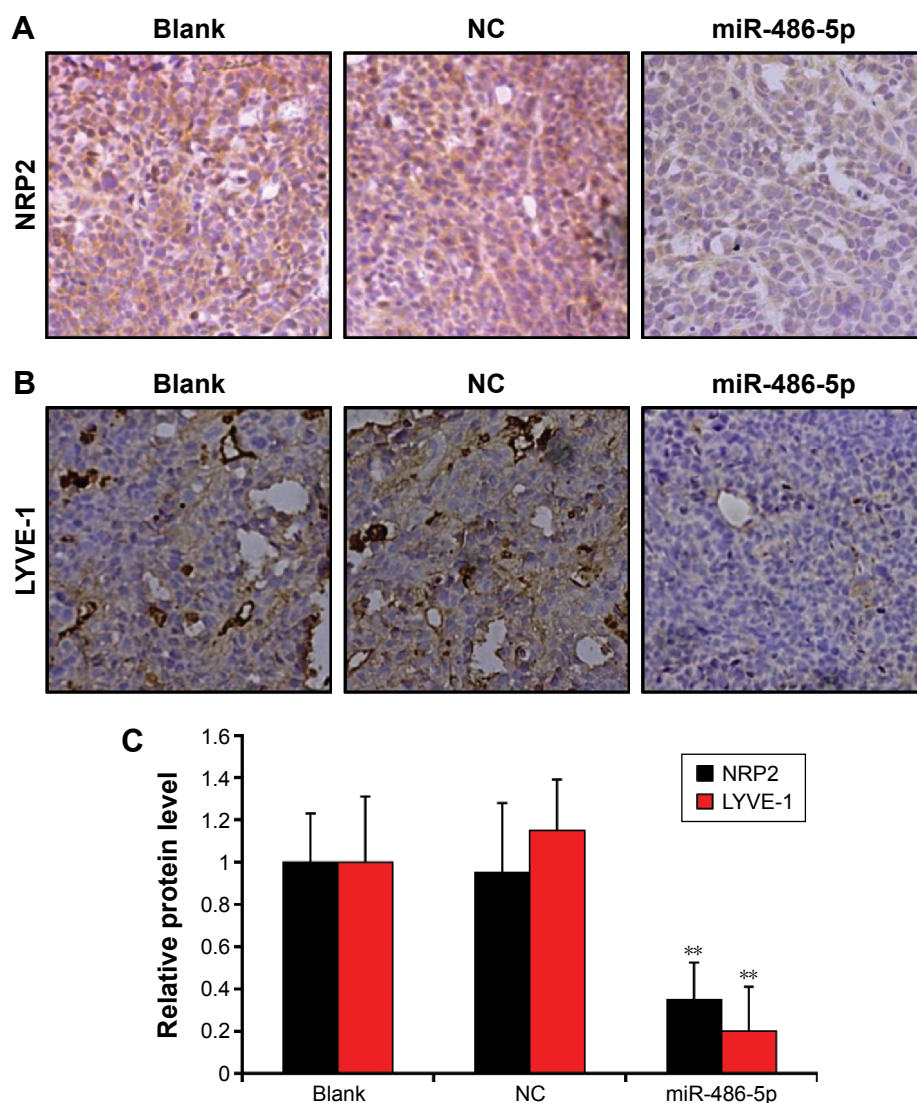 A
Blank NC miR-486-5p
NRP2
B
Blank NC miR-486-5p
LYVE-1
C
Relative protein level
1.6
1.4
1.2
1
0.8
0.6
0.4
0.2
0
NRP2
LYVE-1
** **
Blank NC miR-486-5p